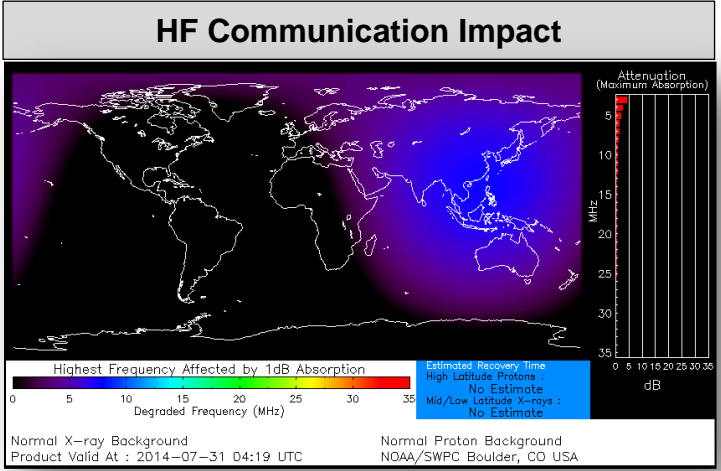 HF Communication Impact
Attenuation
(Maximum Absorption)
5
10
15
20
25
30
35
MHz
0 5 10 15 20 25 30 35
dB
Highest Frequency Affected by 1dB Absorption
0 5 10 15 20 25 30 35
Degraded Frequency (MHz)
Estimated Recovery Time
High Latitude Protons :
No Estimate
Mid/Low Latitude X-rays :
No Estimate
Normal X-ray Background
Normal Proton Background
Product Valid At : 2014-07-31 04:19 UTC
NOAA/SWPC Boulder, CO USA